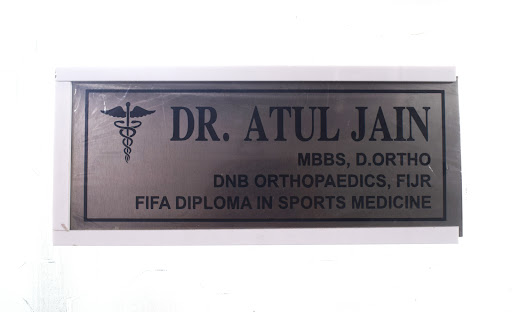 DR. ATUL JAIN
MBBS, D.ORTHO
DNB ORTHOPAEDICS, FIJR
FIFA DIPLOMA IN SPORTS MEDICINE